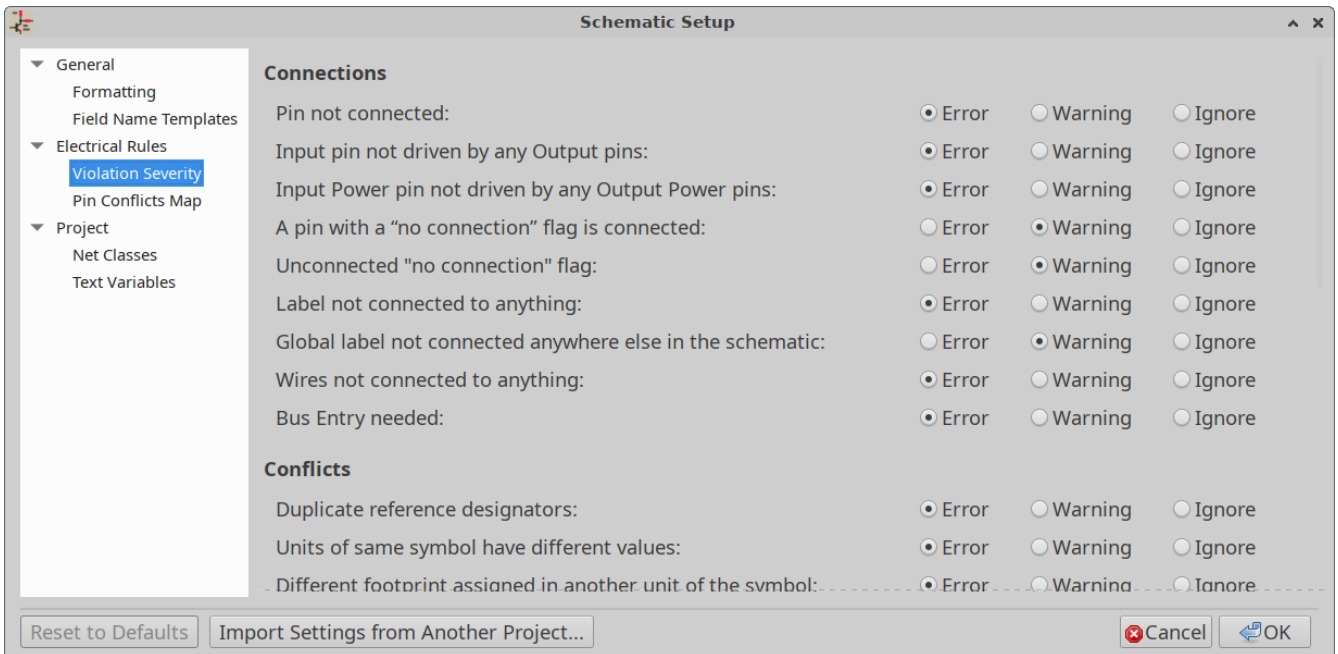 Schematic Setup
General
Formatting
Field Name Templates
Electrical Rules
Violation Severity
Pin Conflicts Map
Project
Net Classes
Text Variables
Connections
Pin not connected: Error Warning Ignore
Input pin not driven by any Output pins: Error Warning Ignore
Input Power pin not driven by any Output Power pins: Error Warning Ignore
A pin with a “no connection” flag is connected: Error Warning Ignore
Unconnected "no connection" flag: Error Warning Ignore
Label not connected to anything: Error Warning Ignore
Global label not connected anywhere else in the schematic: Error Warning Ignore
Wires not connected to anything: Error Warning Ignore
Bus Entry needed: Error Warning Ignore
Conflicts
Duplicate reference designators: Error Warning Ignore
Units of same symbol have different values: Error Warning Ignore
Different footprint assigned in another unit of the symbol: Error Warning Ignore
Reset to Defaults Import Settings from Another Project... Cancel OK